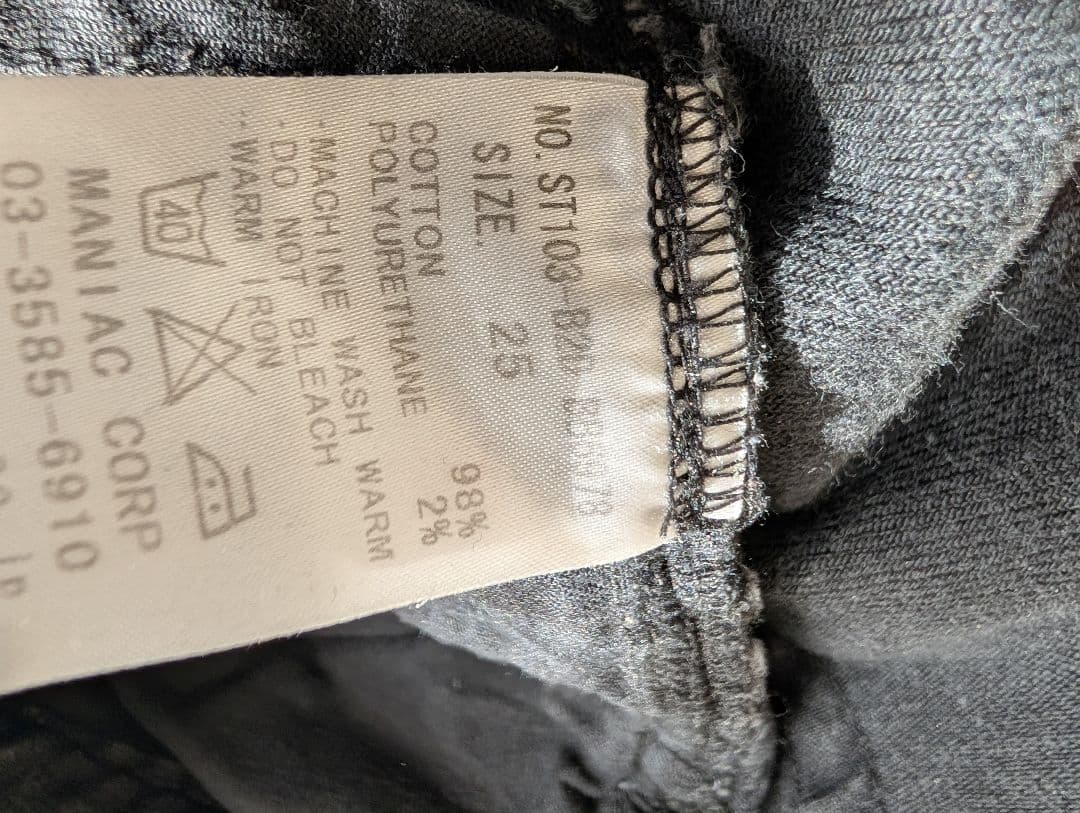 NO. ST103-
SIZE. 25
COTTON 98%
POLYURETHANE 2%
MACHINE WASH WARM
DO NOT BLEACH
WARM IRON
40
MANIAC CORP
03-3585-6910